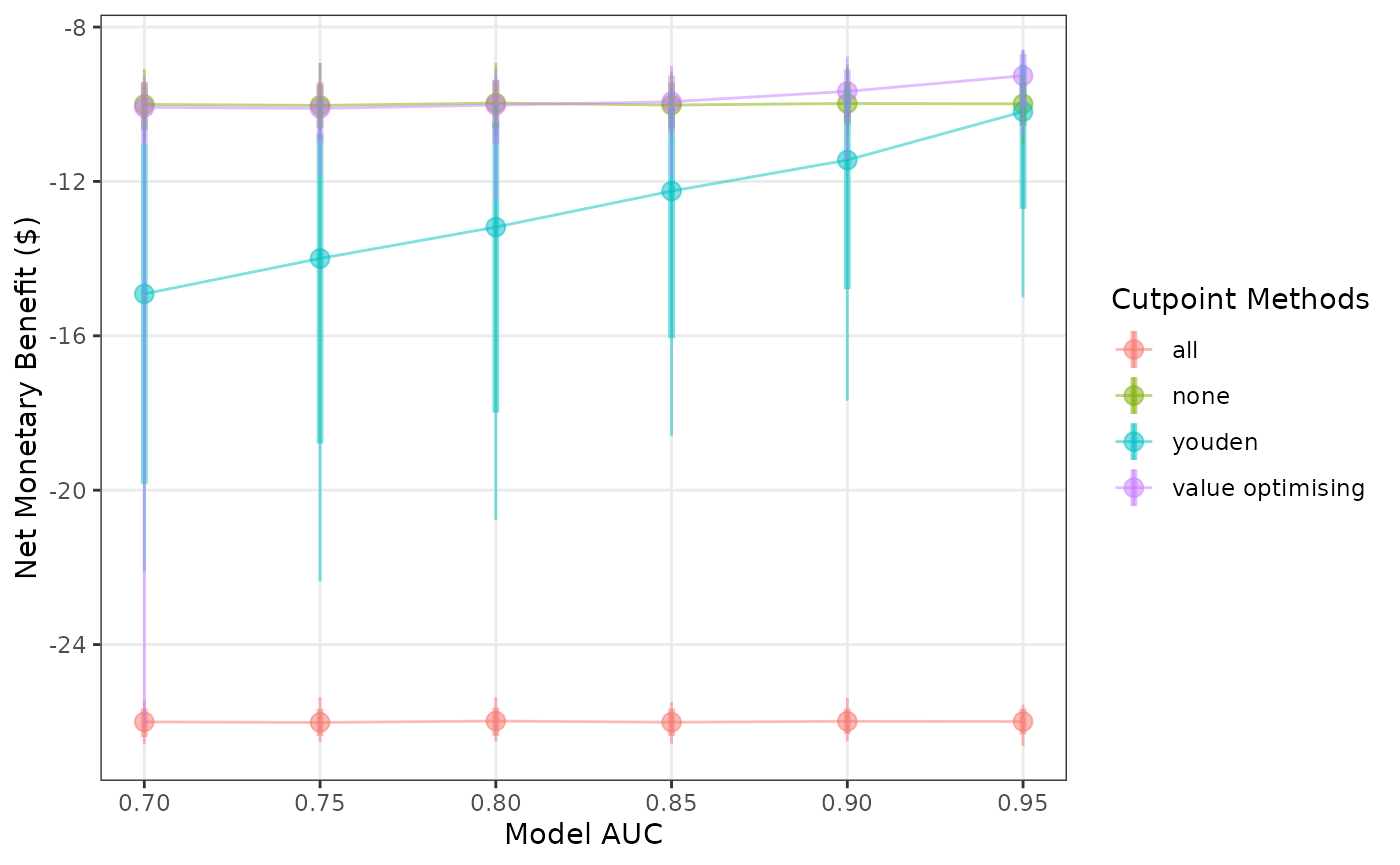 -8
-12
-16
-20
-24
Net Monetary Benefit ($)
0.70 0.75 0.80 0.85 0.90 0.95
Model AUC
Cutpoint Methods
all
none
youden
value optimising